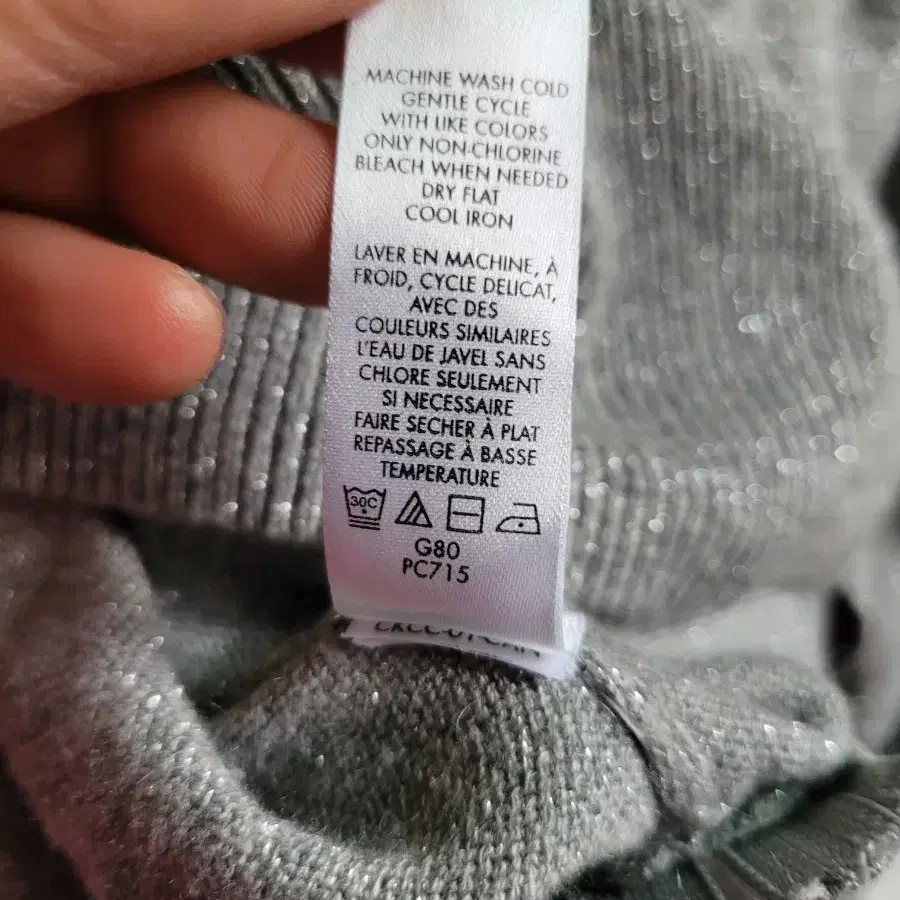 MACHINE WASH COLD
GENTLE CYCLE
WITH LIKE COLORS
ONLY NON-CHLORINE
BLEACH WHEN NEEDED
DRY FLAT
COOL IRON
LAVER EN MACHINE, À
FROID, CYCLE DELICAT,
AVEC DES
COULEURS SIMILAIRES
L'EAU DE JAVEL SANS
CHLORE SEULEMENT
SI NECESSAIRE
FAIRE SECHER À PLAT
REPASSAGE À BASSE
TEMPERATURE
30C
G80
PC715